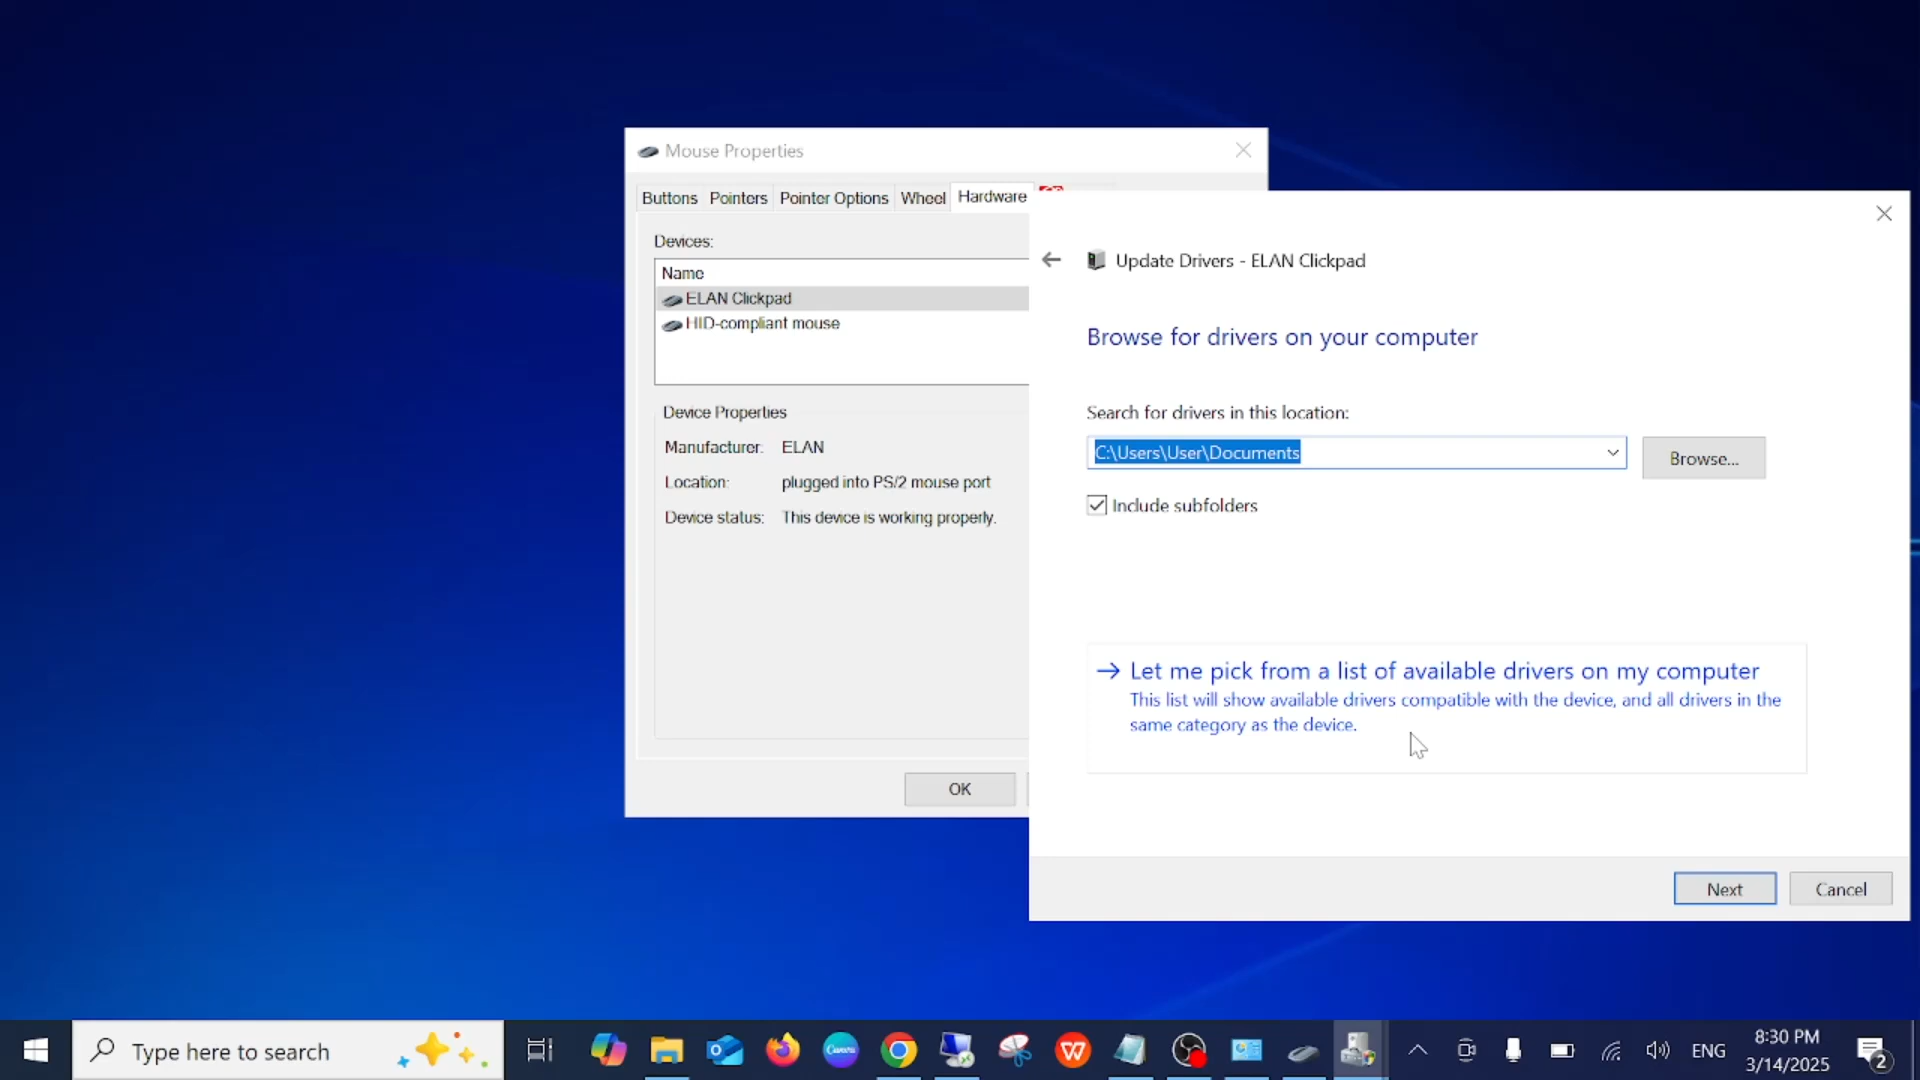 Mouse Properties
Buttons Pointers Pointer Options Wheel Hardware
Devices:
Name
ELAN Clickpad
HID-compliant mouse
Device Properties
Manufacturer: ELAN
Location: plugged into PS/2 mouse port
Device status: This device is working properly.
OK
Update Drivers - ELAN Clickpad
Browse for drivers on your computer
Search for drivers in this location:
C:\Users\User\Documents
Browse...
Include subfolders
Let me pick from a list of available drivers on my computer
This list will show available drivers compatible with the device, and all drivers in the
same category as the device.
Next Cancel
Type here to search
Canva
W
ENG
8:30 PM
3/14/2025
2